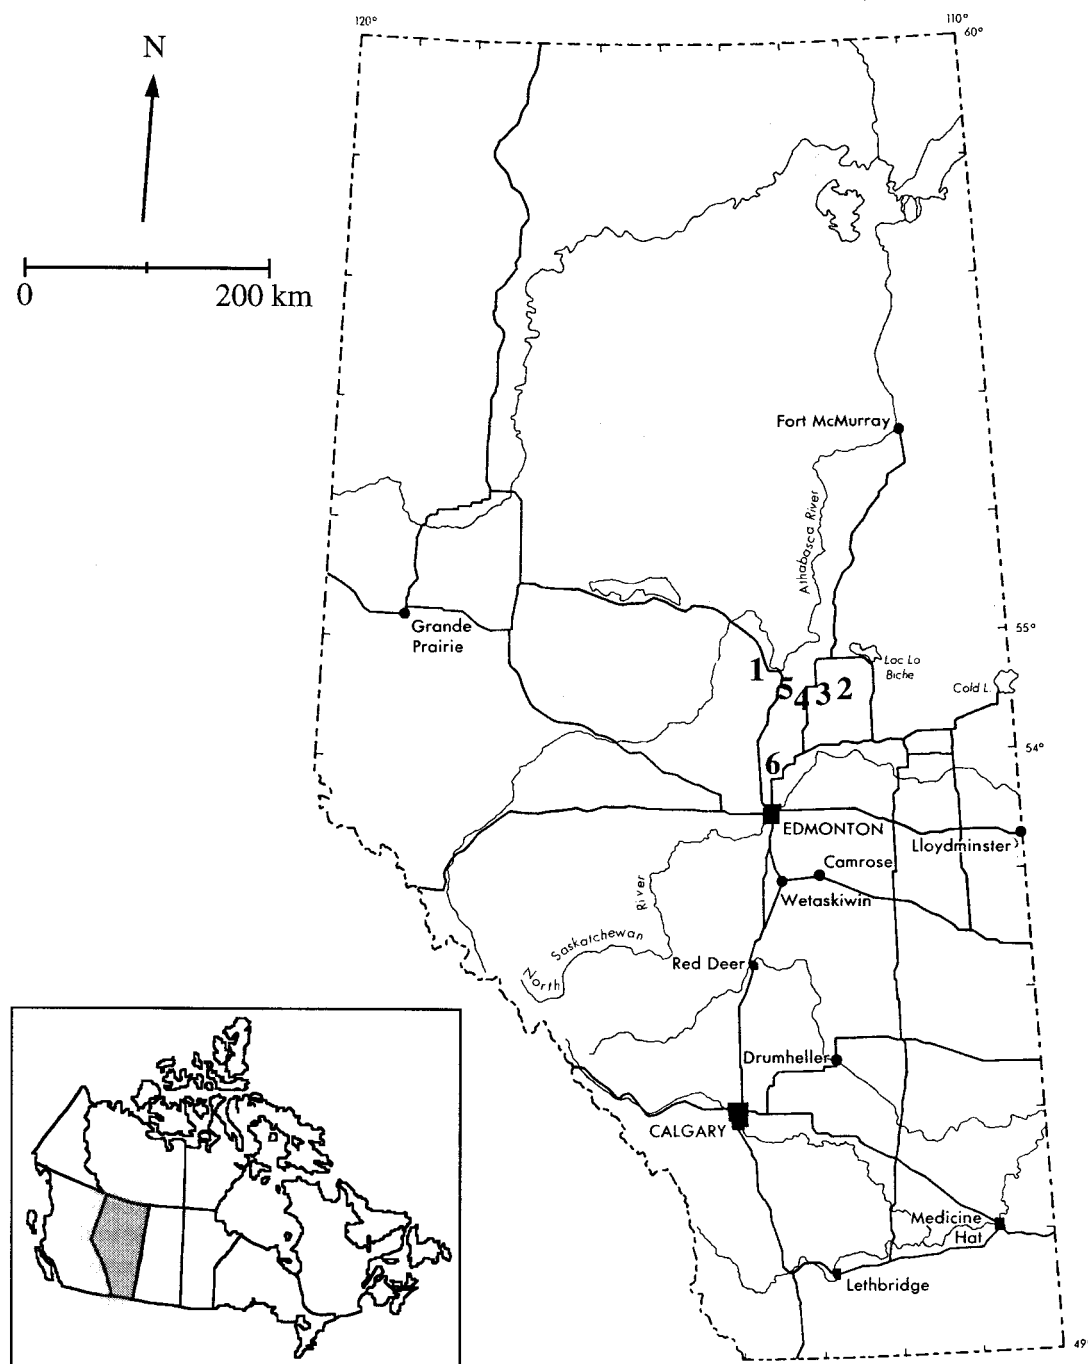 120°
110°
60°
N
0
200 km
Fort McMurray
Athabasca River
Grande
Prairie
55°
Lac La
Biche
Cold L.
1
5
4
3
2
54°
6
EDMONTON
Lloydminster
Camrose
Wetaskiwin
River
Saskatchewan
North
Red Deer
Drumheller
CALGARY
Medicine
Hat
Lethbridge
49